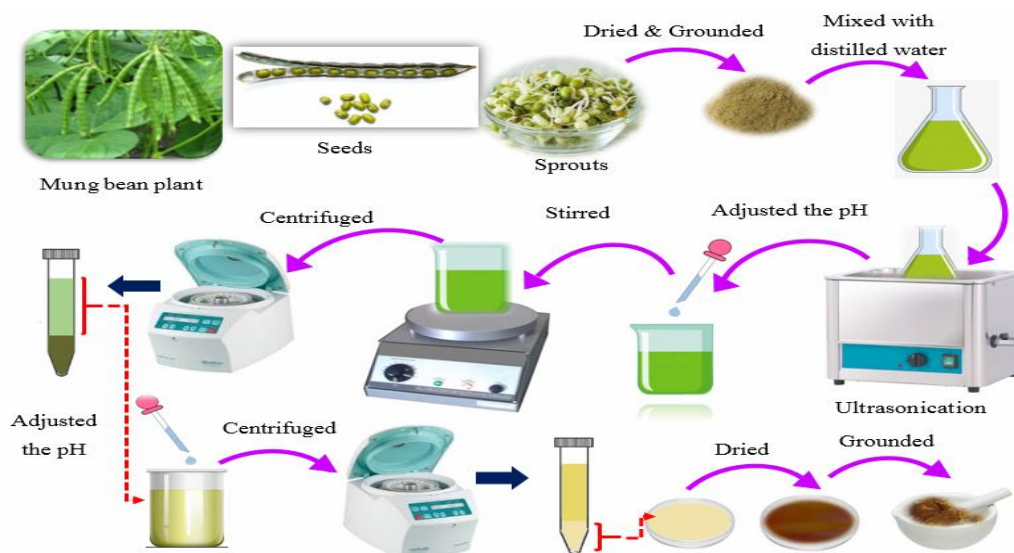 Dried & Grounded
Mixed with
distilled water
Seeds
Sprouts
Mung bean plant
Centrifuged
Stirred
Adjusted the pH
Ultrasonication
Adjusted
the pH
Centrifuged
Dried
Grounded